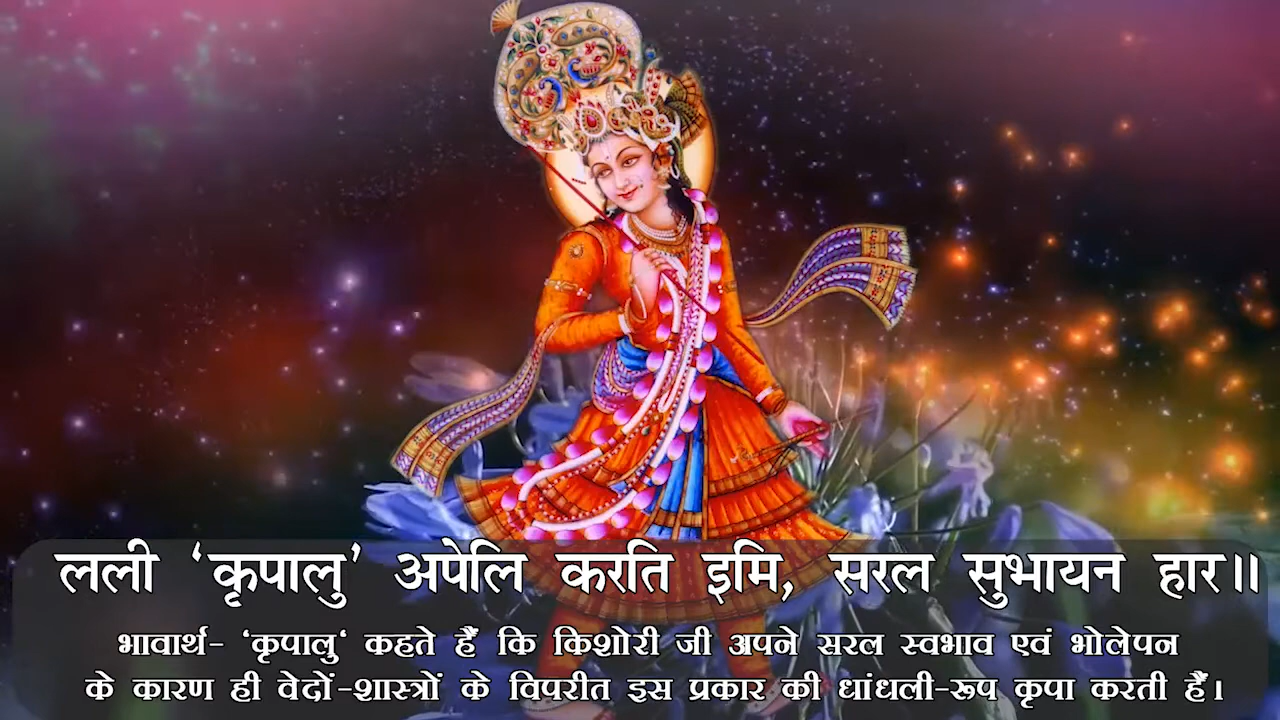 लली ‘कृपालु’ अपेलि करति इमि, सरल सुभायन हार॥
भावार्थ- ‘कृपालु‘ कहते हैं कि किशोरी जी अपने सरल स्वभाव एवं भोलेपन
के कारण ही वेदों-शास्त्रों के विपरीत इस प्रकार की धांधली-रूप कृपा करती हैं।